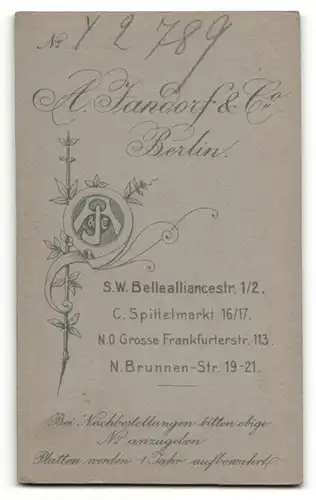 No Y 2789
A. Jandorf & Co
Berlin.
S.W. Bellealliancestr. 1/2.
C. Spittelmarkt 16/17.
N.O Grosse Frankfurterstr. 113.
N. Brunnen-Str. 19-21.
Bei Nachbestellungen bitten obige
No anzugeben
Platten werden 1 Jahr aufbewahrt.